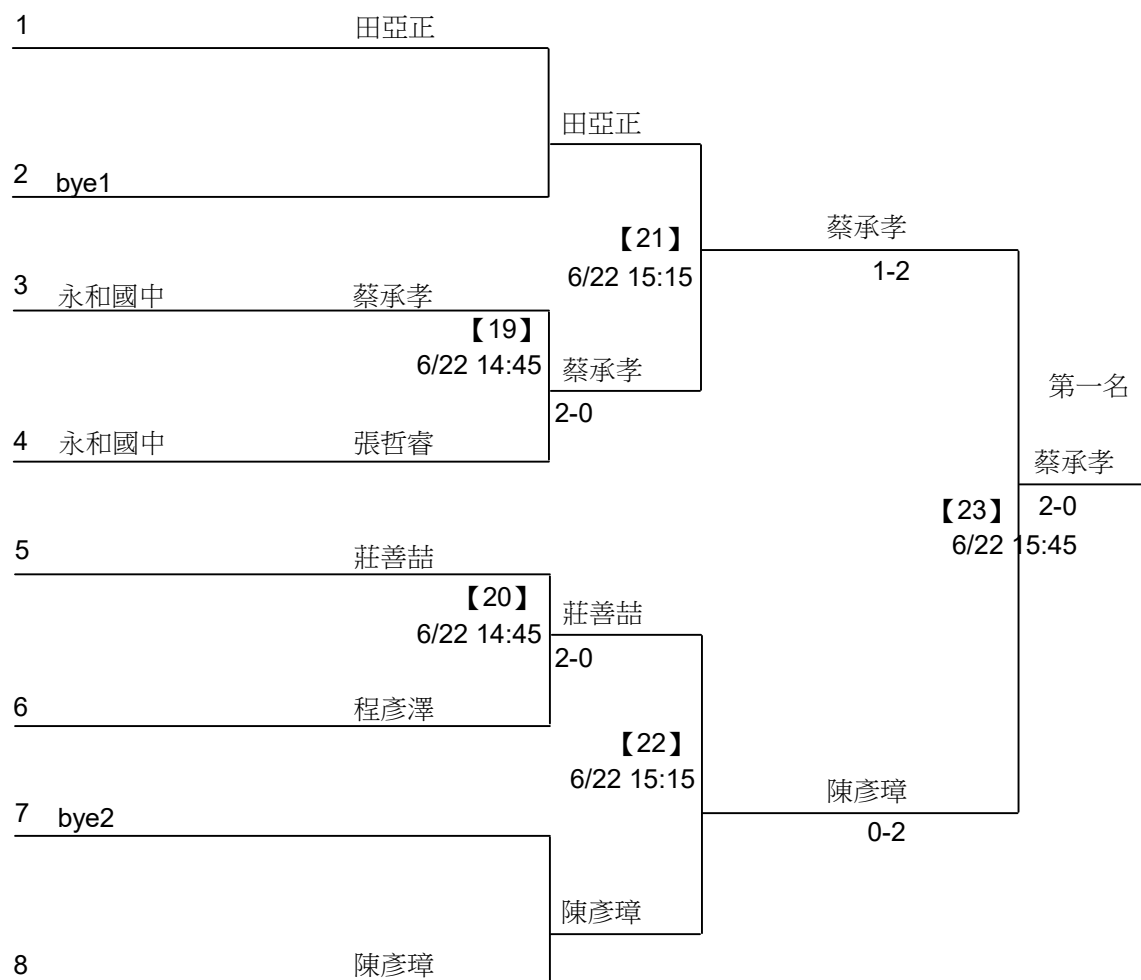 1 田亞正
田亞正
2 bye1
【21】
6/22 15:15
蔡承孝
1-2
3 永和國中 蔡承孝
【19】
6/22 14:45
蔡承孝
2-0
第一名
4 永和國中 張哲睿
蔡承孝
2-0
【23】
6/22 15:45
5 莊善喆
【20】
6/22 14:45
莊善喆
2-0
6 程彥澤
【22】
6/22 15:15
陳彥璋
0-2
7 bye2
陳彥璋
8 陳彥璋